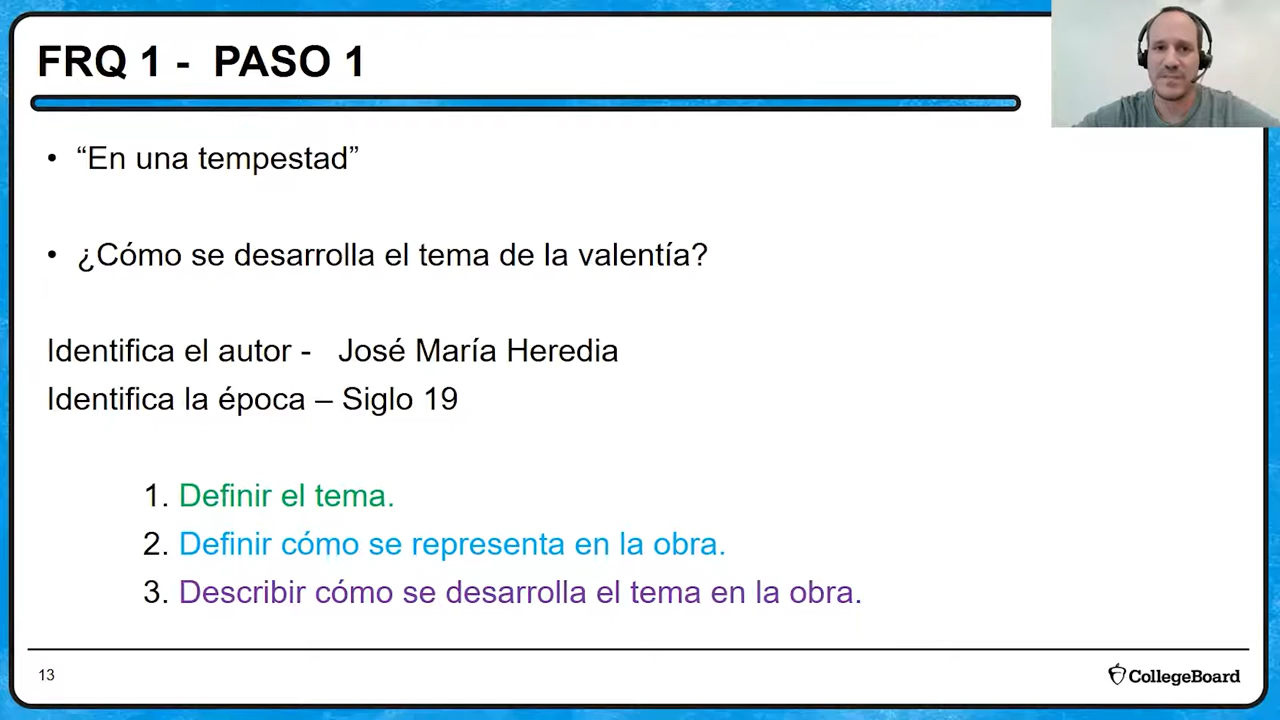 FRQ 1 - PASO 1
• “En una tempestad”
• ¿Cómo se desarrolla el tema de la valentía?
Identifica el autor - José María Heredia
Identifica la época – Siglo 19
1. Definir el tema.
2. Definir cómo se representa en la obra.
3. Describir cómo se desarrolla el tema en la obra.
13
CollegeBoard